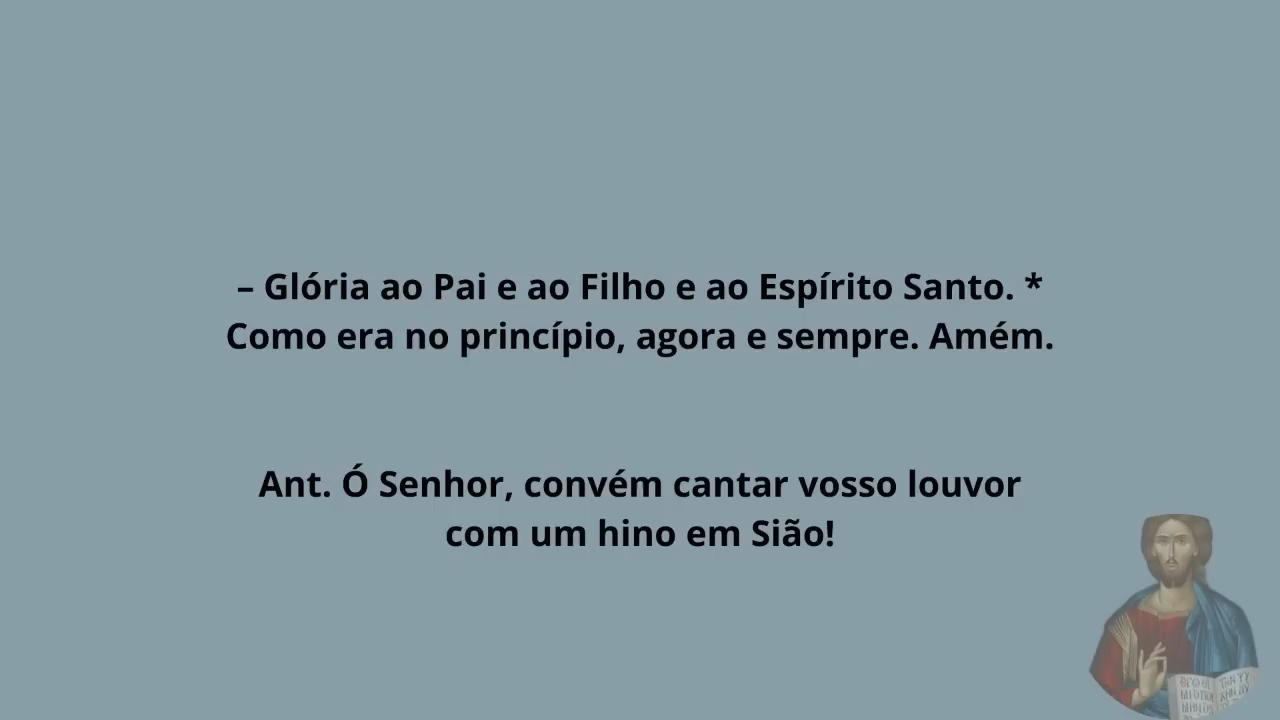 – Glória ao Pai e ao Filho e ao Espírito Santo. *
Como era no princípio, agora e sempre. Amém.
Ant. Ó Senhor, convém cantar vosso louvor
com um hino em Sião!